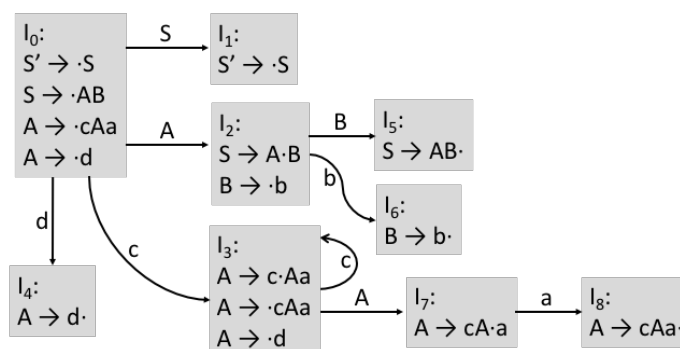 I₀:
S' → ·S
S → ·AB
A → ·cAa
A → ·d
S
I₁:
S' → ·S
A
I₂:
S → A·B
B → ·b
B
I₅:
S → AB·
b
I₆:
B → b·
d
c
I₄:
A → d·
I₃:
A → c·Aa
A → ·cAa
A → ·d
c
A
I₇:
A → cA·a
a
I₈:
A → cAa·